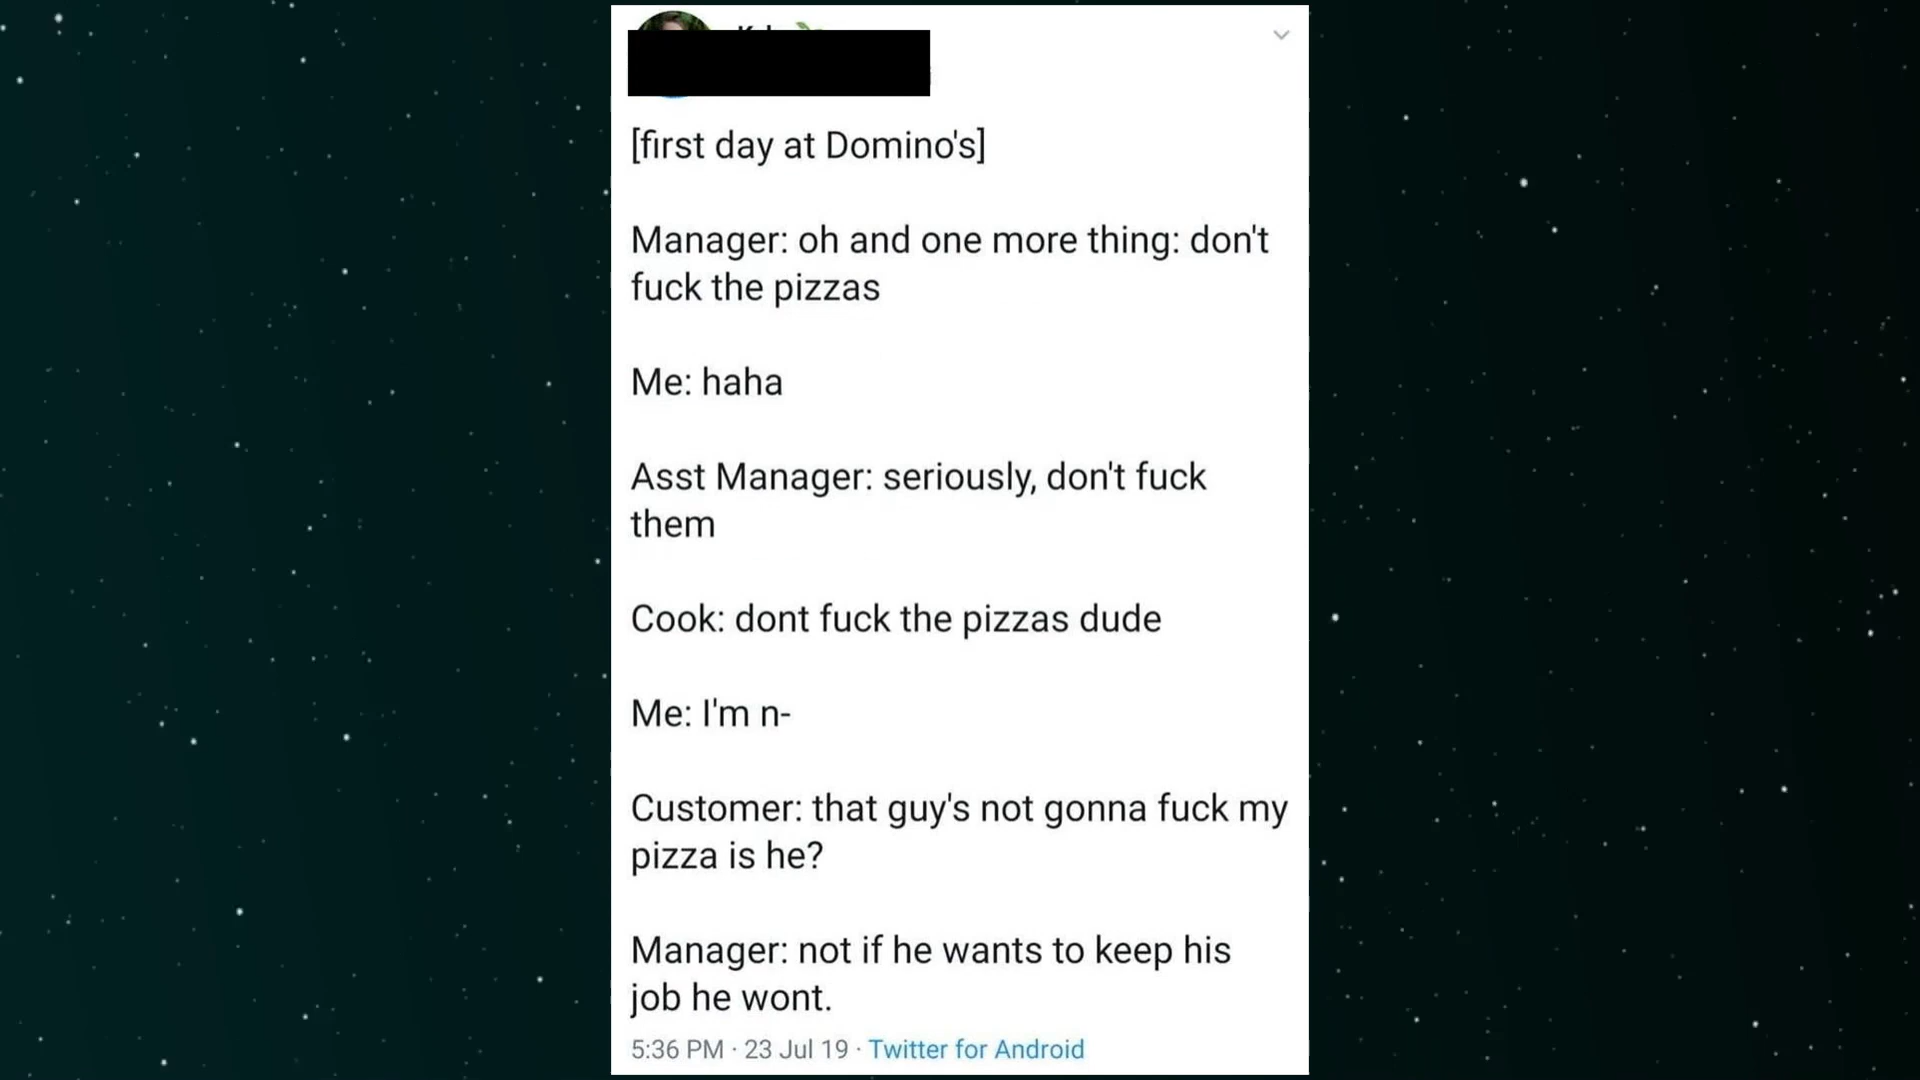 [first day at Domino's]
Manager: oh and one more thing: don't
fuck the pizzas
Me: haha
Asst Manager: seriously, don't fuck
them
Cook: dont fuck the pizzas dude
Me: I'm n-
Customer: that guy's not gonna fuck my
pizza is he?
Manager: not if he wants to keep his
job he wont.
5:36 PM · 23 Jul 19 · Twitter for Android